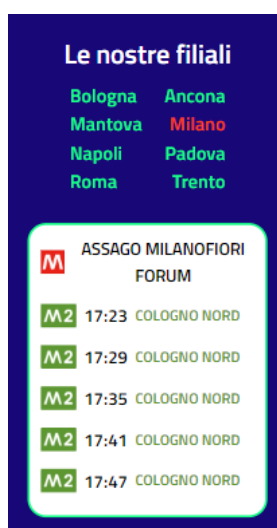 Le nostre filiali
Bologna Ancona
Mantova Milano
Napoli Padova
Roma Trento
M ASSAGO MILANOFIORI
FORUM
M2 17:23 COLOGNO NORD
M2 17:29 COLOGNO NORD
M2 17:35 COLOGNO NORD
M2 17:41 COLOGNO NORD
M2 17:47 COLOGNO NORD